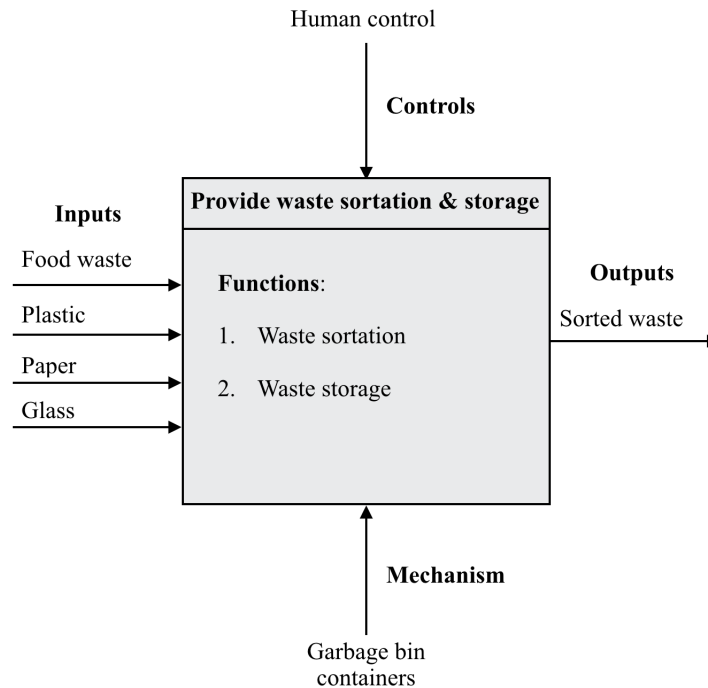 Human control
Controls
Provide waste sortation & storage
Inputs
Food waste
Plastic
Paper
Glass
Functions:
1. Waste sortation
2. Waste storage
Outputs
Sorted waste
Mechanism
Garbage bin
containers